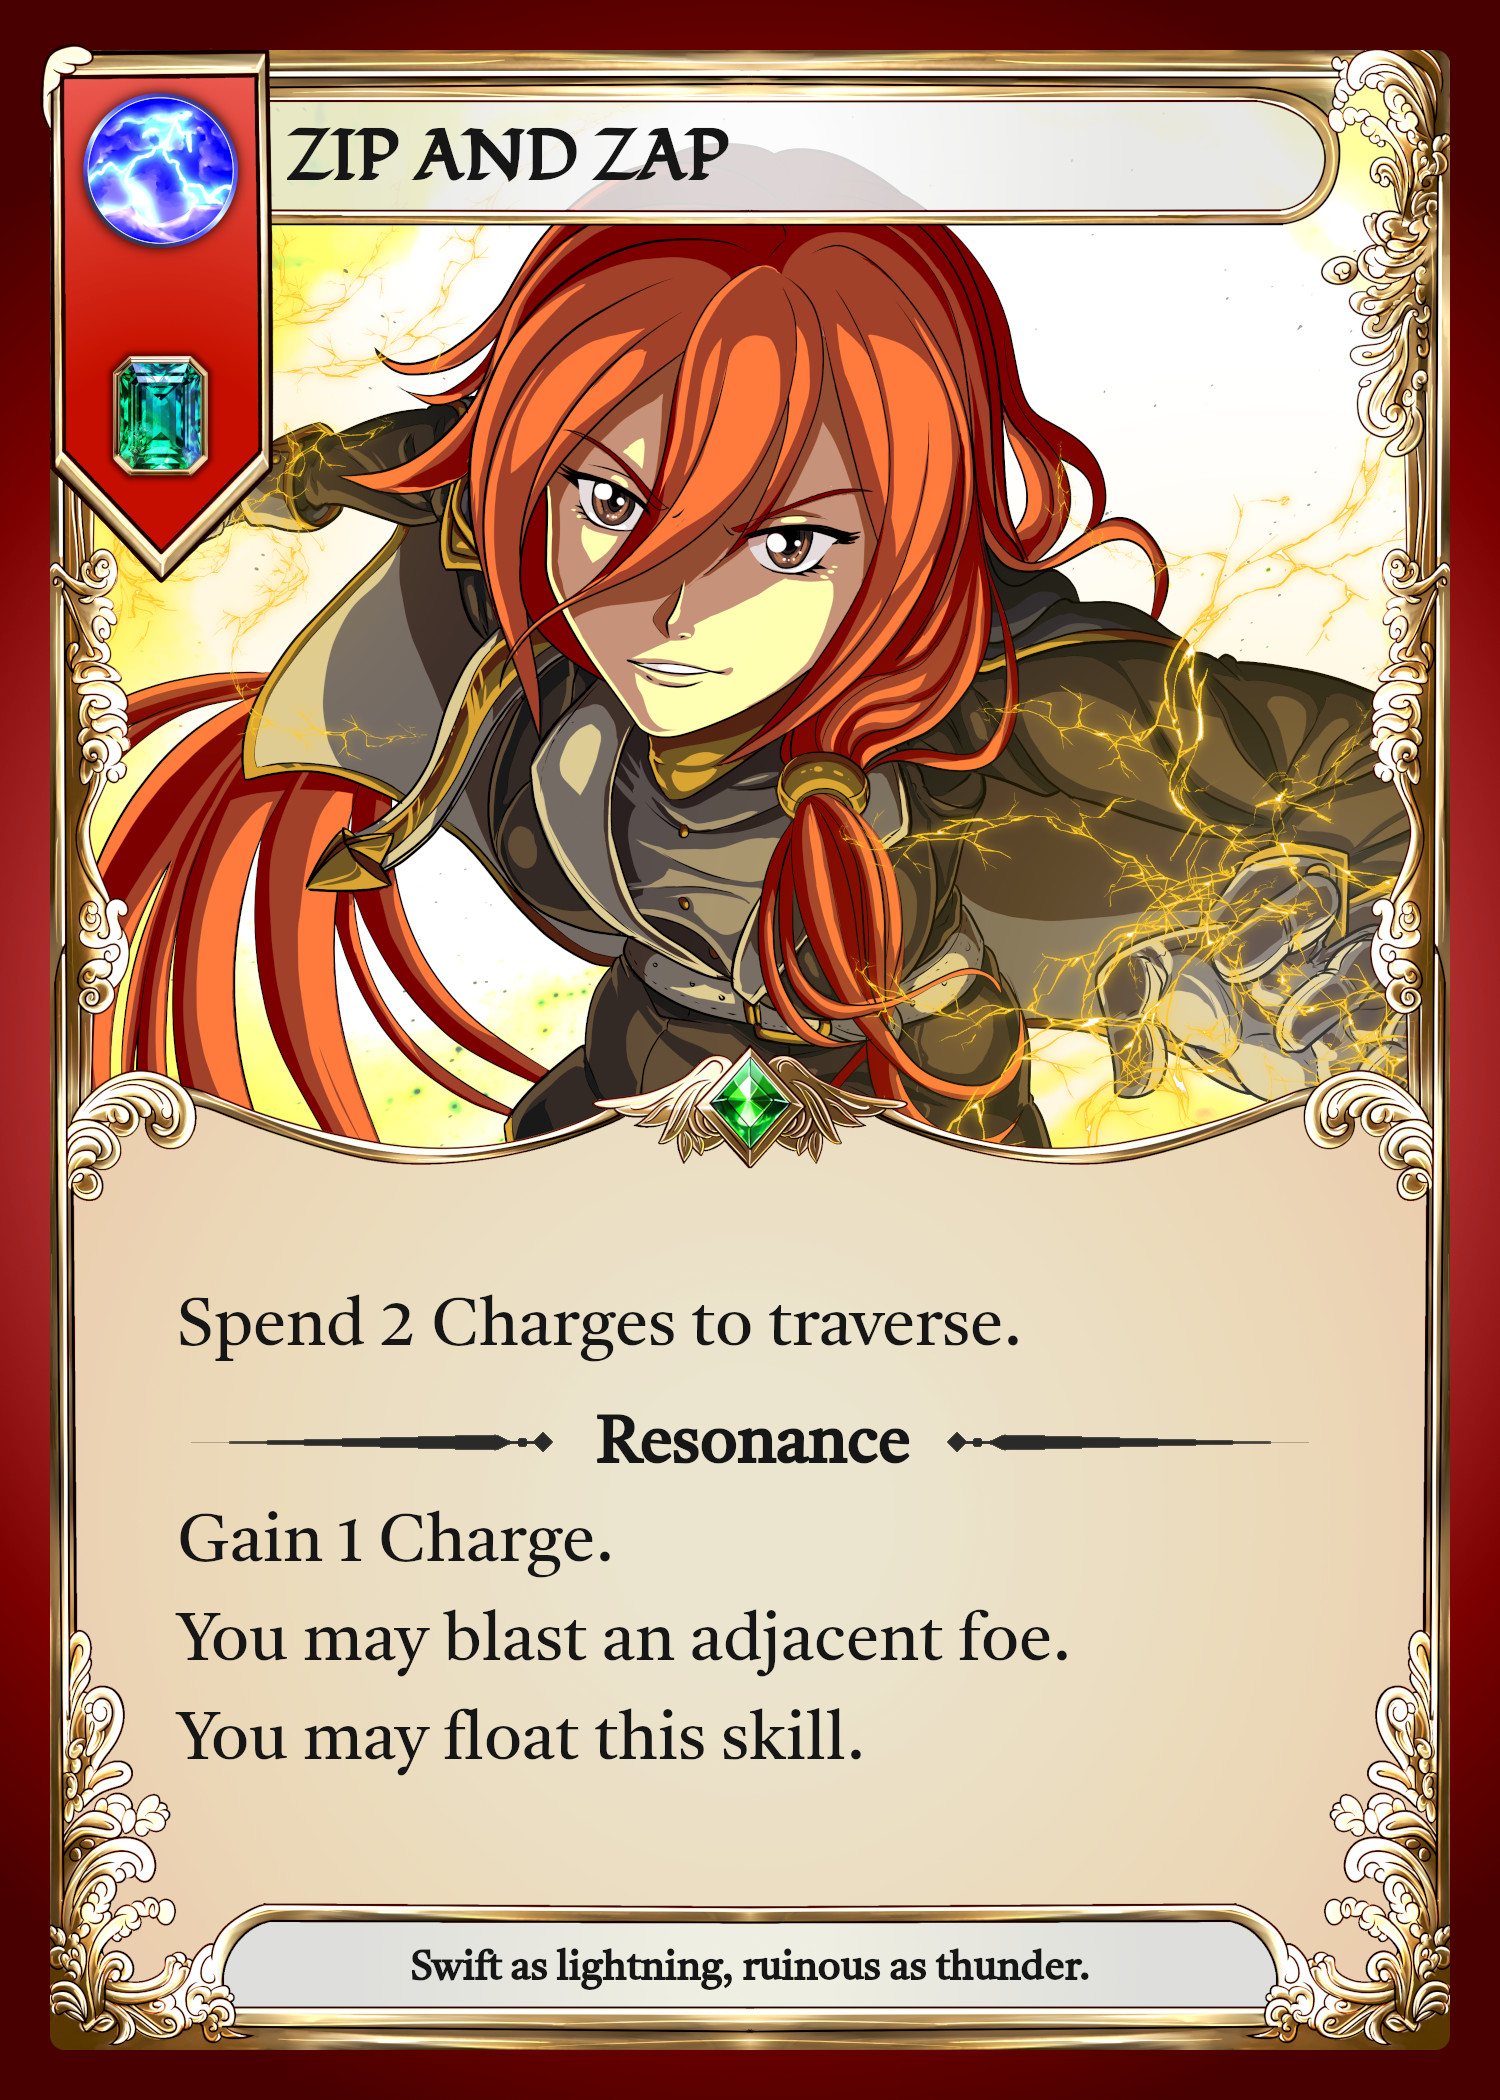 ZIP AND ZAP
Spend 2 Charges to traverse.
Resonance
Gain 1 Charge.
You may blast an adjacent foe.
You may float this skill.
Swift as lightning, ruinous as thunder.